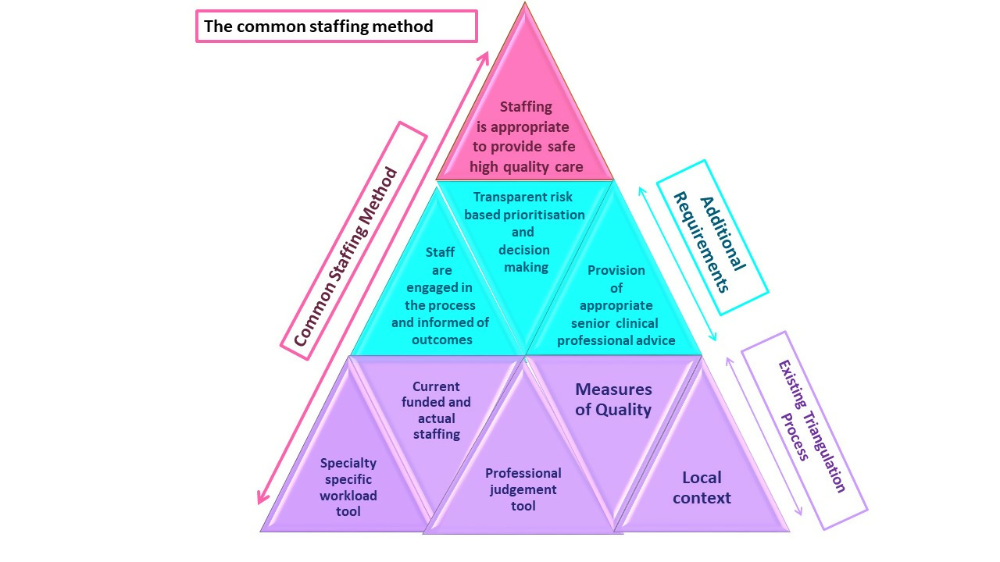 The common staffing method
Staffing
is appropriate
to provide safe
high quality care
Common Staffing Method
Transparent risk
based prioritisation
and
decision
making
Staff
are
engaged in
the process
and informed of
outcomes
Provision
of
appropriate
senior clinical
professional advice
Additional
Requirements
Specialty
specific
workload
tool
Current
funded and
actual
staffing
Professional
judgement
tool
Measures
of Quality
Local
context
Existing Triangulation
Process